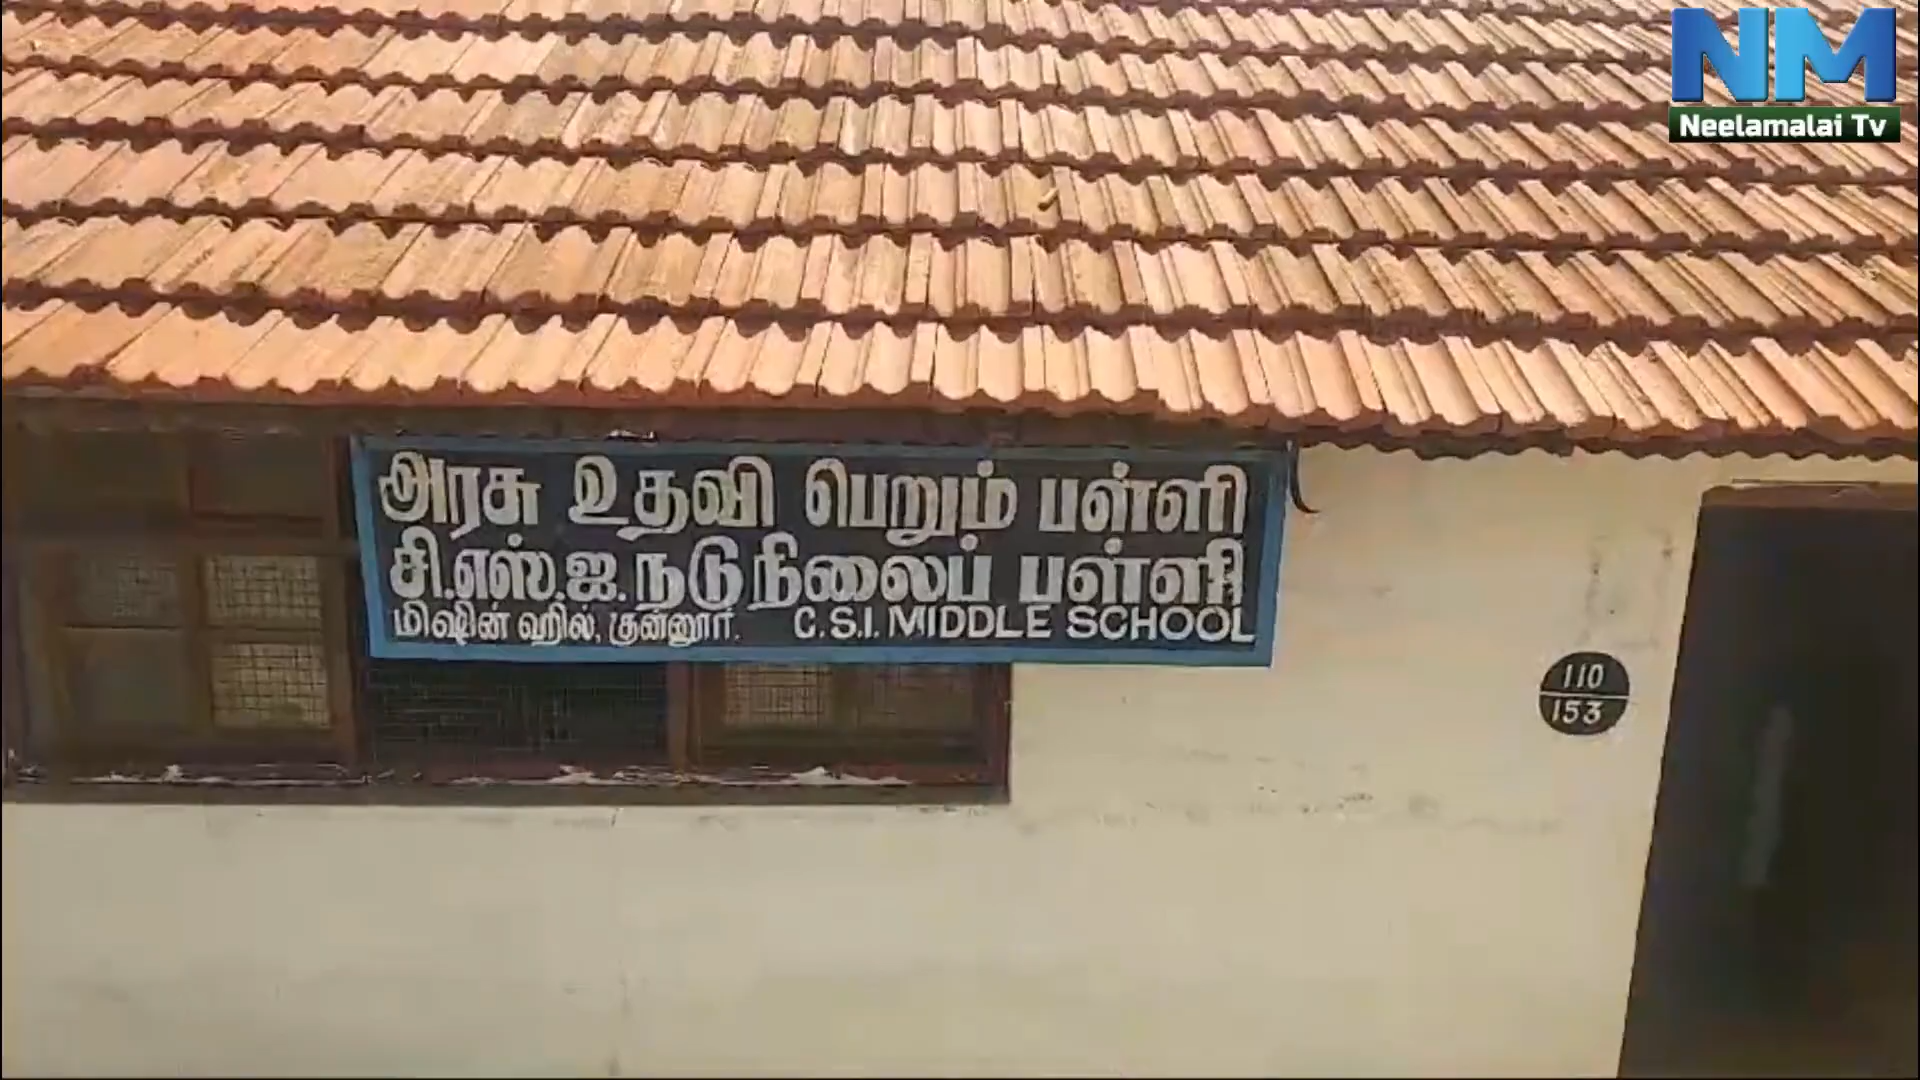 NM
Neelamalai Tv
அரசு உதவி பெறும் பள்ளி
சி.எஸ்.ஐ. நடுநிலைப் பள்ளி
மிஷின் ஹில், குன்னூர். C.S.I. MIDDLE SCHOOL
110
153